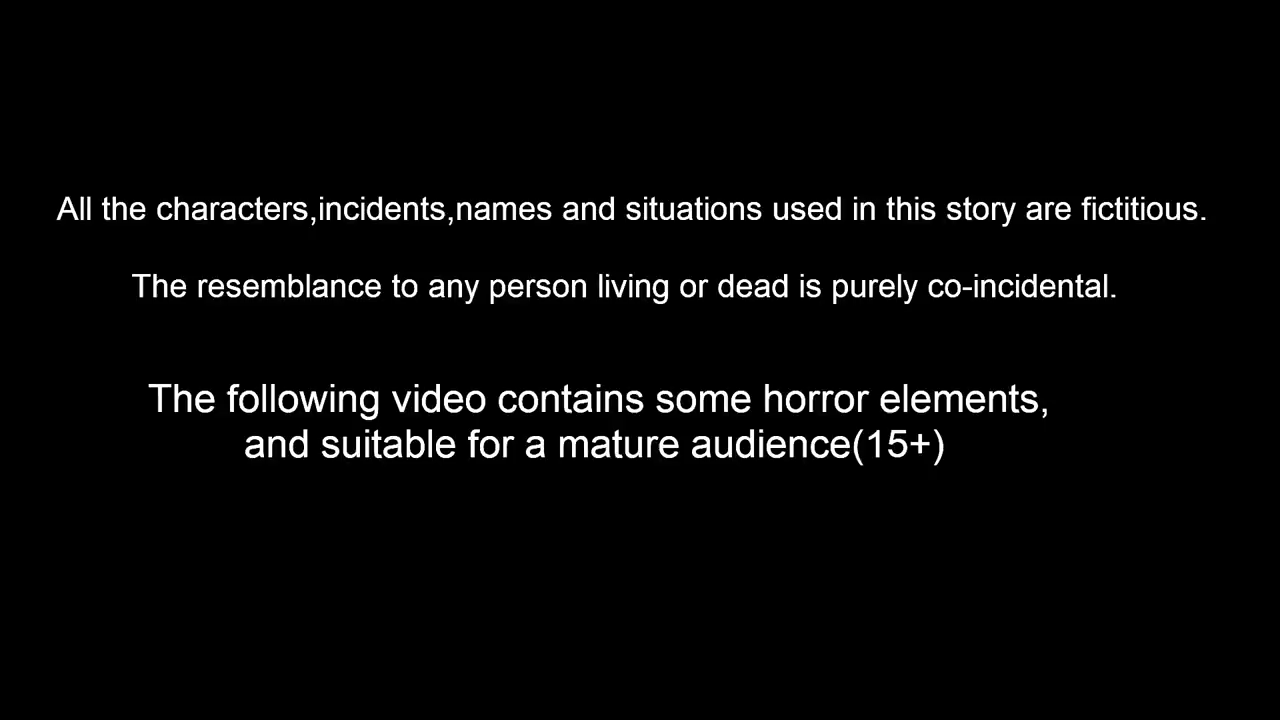 All the characters,incidents,names and situations used in this story are fictitious.
The resemblance to any person living or dead is purely co-incidental.
The following video contains some horror elements,
and suitable for a mature audience(15+)